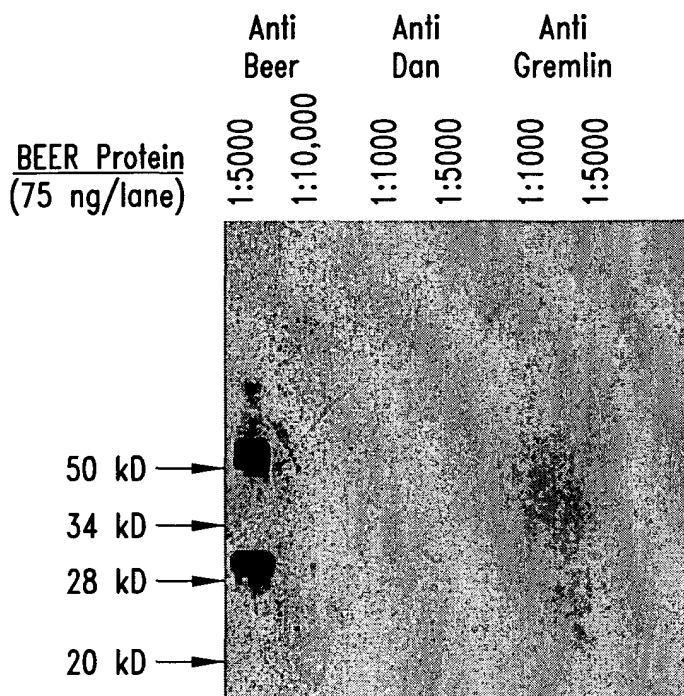 Anti Beer
Anti Dan
Anti Gremlin
BEER Protein
(75 ng/lane)
1:5000
1:10,000
1:1000
1:5000
1:1000
1:5000
50 kD
34 kD
28 kD
20 kD